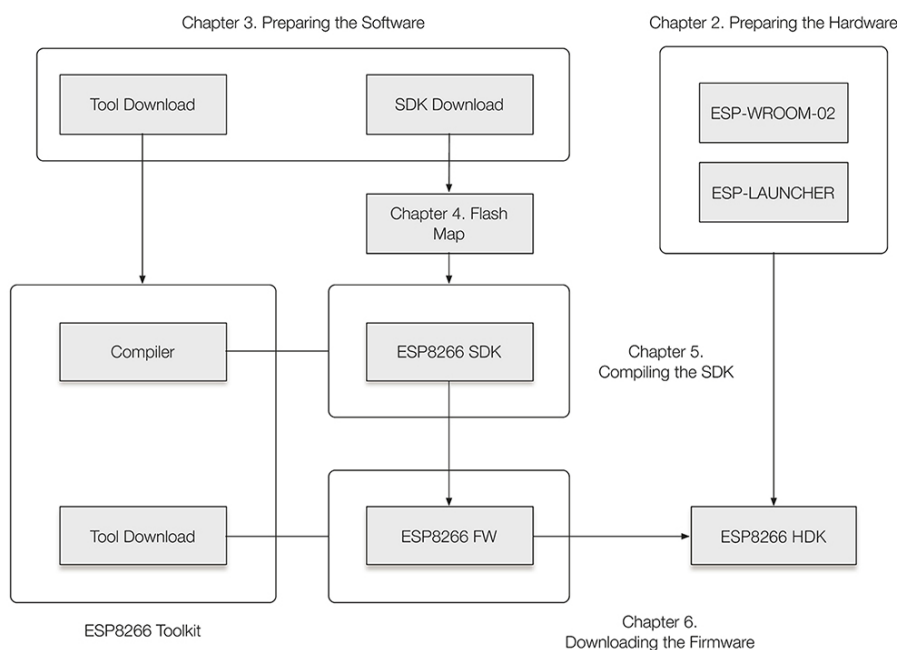 Chapter 3. Preparing the Software
Chapter 2. Preparing the Hardware
Tool Download
SDK Download
ESP-WROOM-02
ESP-LAUNCHER
Chapter 4. Flash
Map
Compiler
ESP8266 SDK
Chapter 5.
Compiling the SDK
Tool Download
ESP8266 FW
ESP8266 HDK
ESP8266 Toolkit
Chapter 6.
Downloading the Firmware